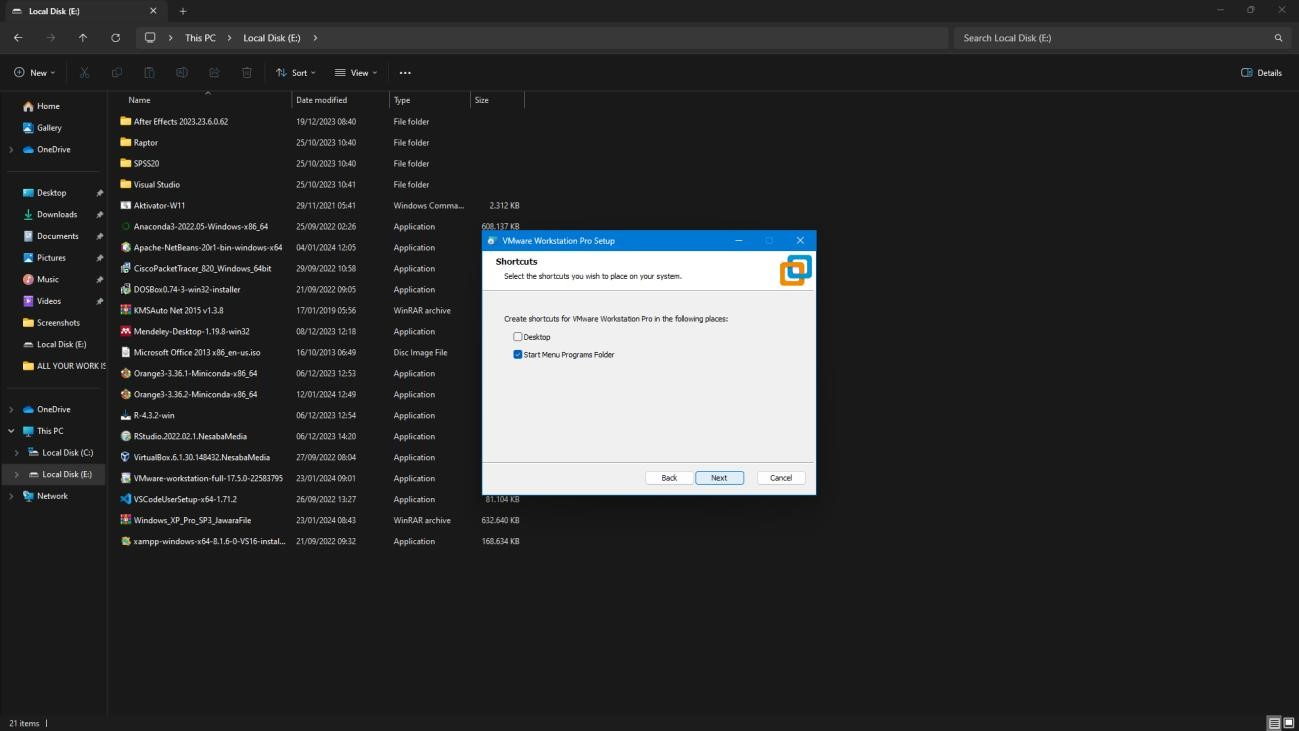 Local Disk (E:)
This PC
Local Disk (E:)
Search Local Disk (E:)
New
Sort
View
Details
Name
Date modified
Type
Size
Home
Gallery
OneDrive
Desktop
Downloads
Documents
Pictures
Music
Videos
Screenshots
Local Disk (E:)
ALL YOUR WORK IS
OneDrive
This PC
Local Disk (C:)
Local Disk (E:)
Network
After Effects 2023.23.6.0.62 19/12/2023 08:40 File folder
Raptor 25/10/2023 10:40 File folder
SPSS20 25/10/2023 10:40 File folder
Visual Studio 25/10/2023 10:41 File folder
Aktivator-W11 29/11/2021 05:41 Windows Comma... 2.312 KB
Anaconda3-2022.05-Windows-x86_64 25/09/2022 02:26 Application 608.137 KB
Apache-NetBeans-20r1-bin-windows-x64 04/01/2024 12:05 Application
CiscoPacketTracer_820_Windows_64bit 29/09/2022 10:58 Application
DOSBox0.74-3-win32-installer 21/09/2022 09:05 Application
KMSAuto Net 2015 v1.3.8 17/01/2019 05:56 WinRAR archive
Mendeley-Desktop-1.19.8-win32 08/12/2023 12:18 Application
Microsoft Office 2013 x86_en-us.iso 16/10/2013 06:49 Disc Image File
Orange3-3.36.1-Miniconda-x86_64 06/12/2023 12:53 Application
Orange3-3.36.2-Miniconda-x86_64 12/01/2024 12:49 Application
R-4.3.2-win 06/12/2023 12:54 Application
RStudio.2022.02.1.NesabaMedia 06/12/2023 14:20 Application
VirtualBox.6.1.30.148432.NesabaMedia 27/09/2022 08:04 Application
VMware-workstation-full-17.5.0-22583795 23/01/2024 09:01 Application
VSCodeUserSetup-x64-1.71.2 26/09/2022 13:27 Application 81.104 KB
Windows_XP_Pro_SP3_JawaraFile 23/01/2024 08:43 WinRAR archive 632.640 KB
xampp-windows-x64-8.1.6-0-VS16-instal... 21/09/2022 09:32 Application 168.634 KB
VMware Workstation Pro Setup
Shortcuts
Select the shortcuts you wish to place on your system.
Create shortcuts for VMware Workstation Pro in the following places:
Desktop
Start Menu Programs Folder
Back
Next
Cancel
21 items